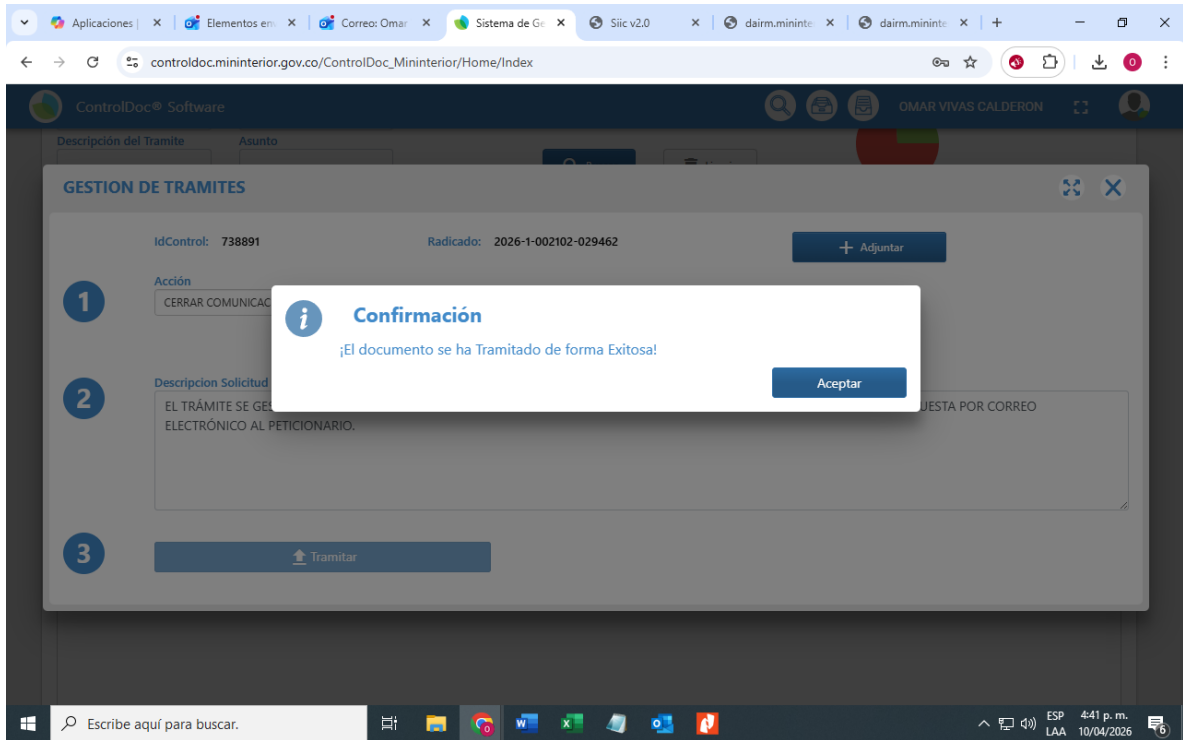 Aplicaciones
Elementos en
Correo: Omar
Sistema de Ge
Siic v2.0
dairm.mininte
dairm.mininte
controldoc.mininterior.gov.co/ControlDoc_Mininterior/Home/Index
O
ControlDoc® Software
OMAR VIVAS CALDERON
Descripción del Tramite Asunto
GESTION DE TRAMITES
IdControl: 738891 Radicado: 2026-1-002102-029462
+ Adjuntar
1
Acción
CERRAR COMUNICAC
i
Confirmación
¡El documento se ha Tramitado de forma Exitosa!
Aceptar
2
Descripcion Solicitud
EL TRÁMITE SE GES UESTA POR CORREO
ELECTRÓNICO AL PETICIONARIO.
3
Tramitar
Escribe aquí para buscar.
ESP 4:41 p. m.
LAA 10/04/2026
6